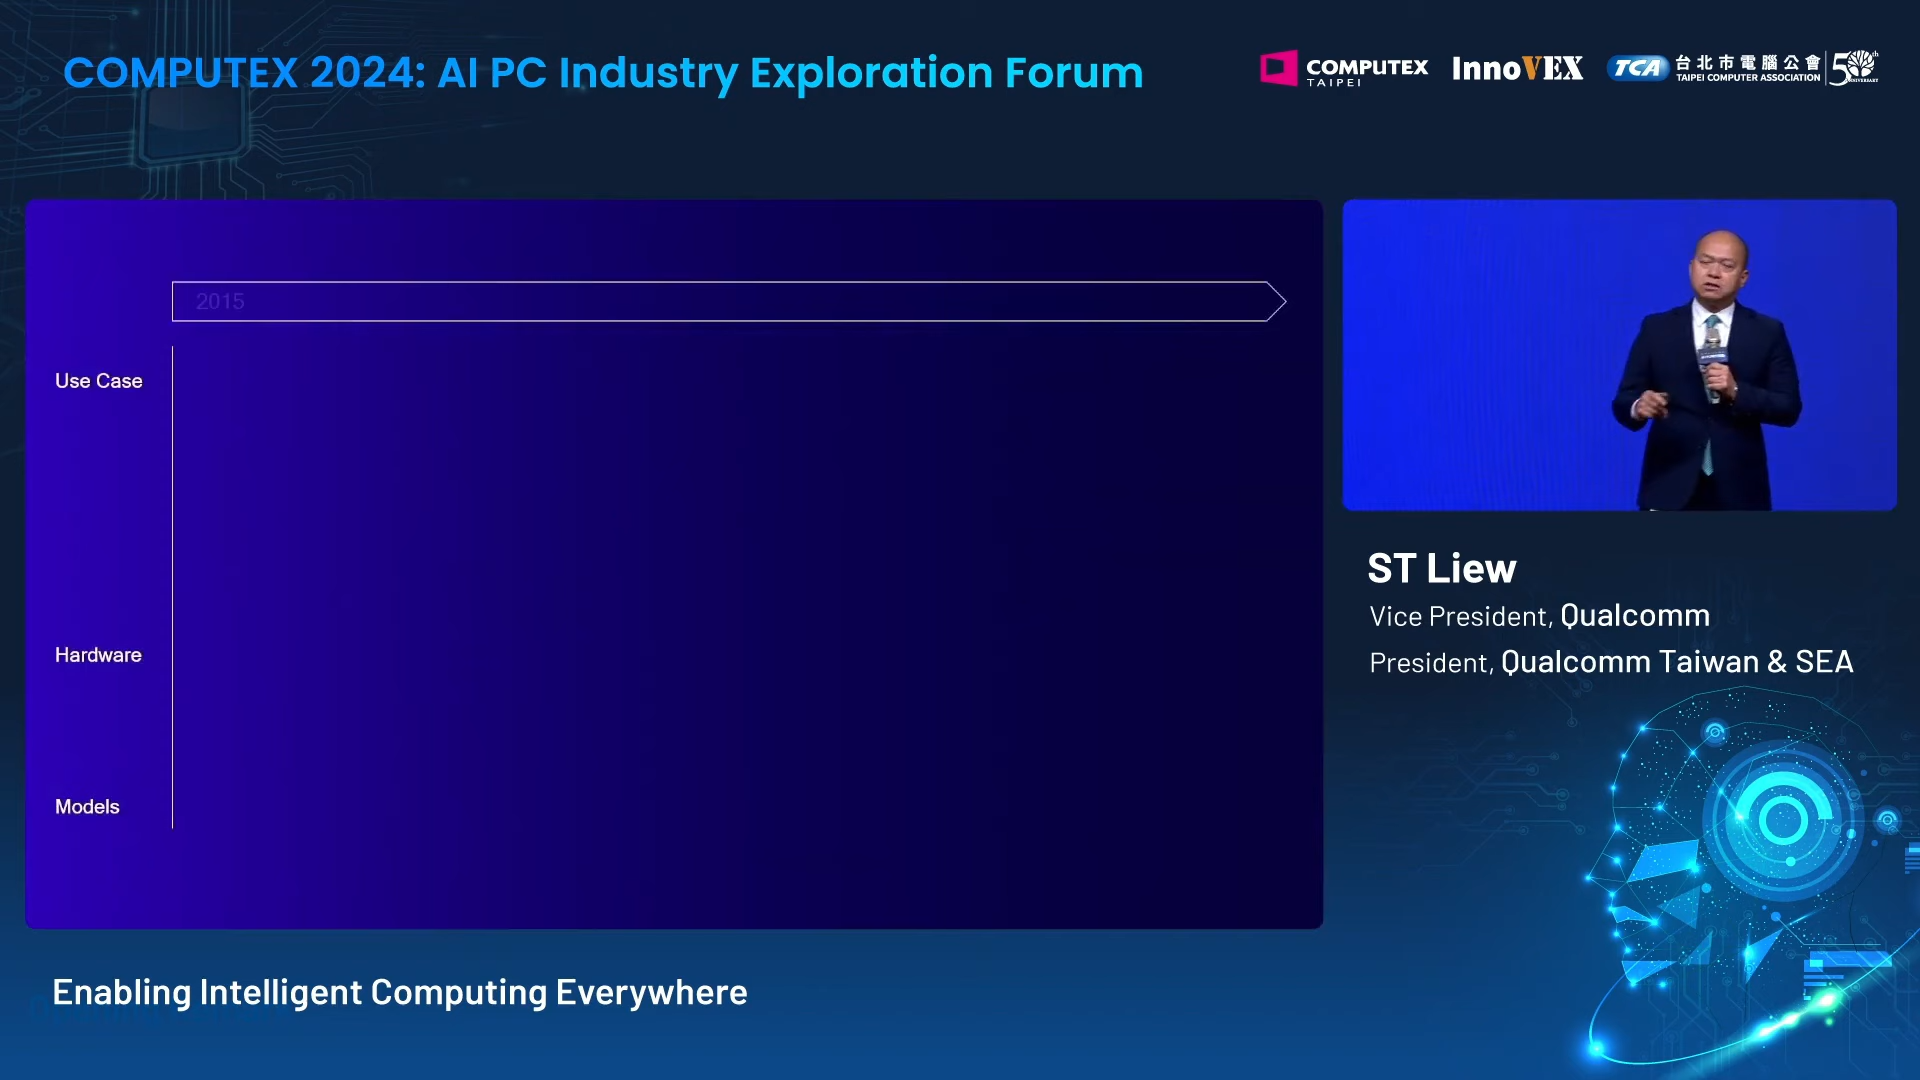 COMPUTEX 2024: AI PC Industry Exploration Forum
COMPUTEX
TAIPEI
InnoVEX
TCA
台北市電腦公會
TAIPEI COMPUTER ASSOCIATION
50th
ANNIVERSARY
2015
Use Case
Hardware
Models
ST Liew
Vice President, Qualcomm
President, Qualcomm Taiwan & SEA
Enabling Intelligent Computing Everywhere